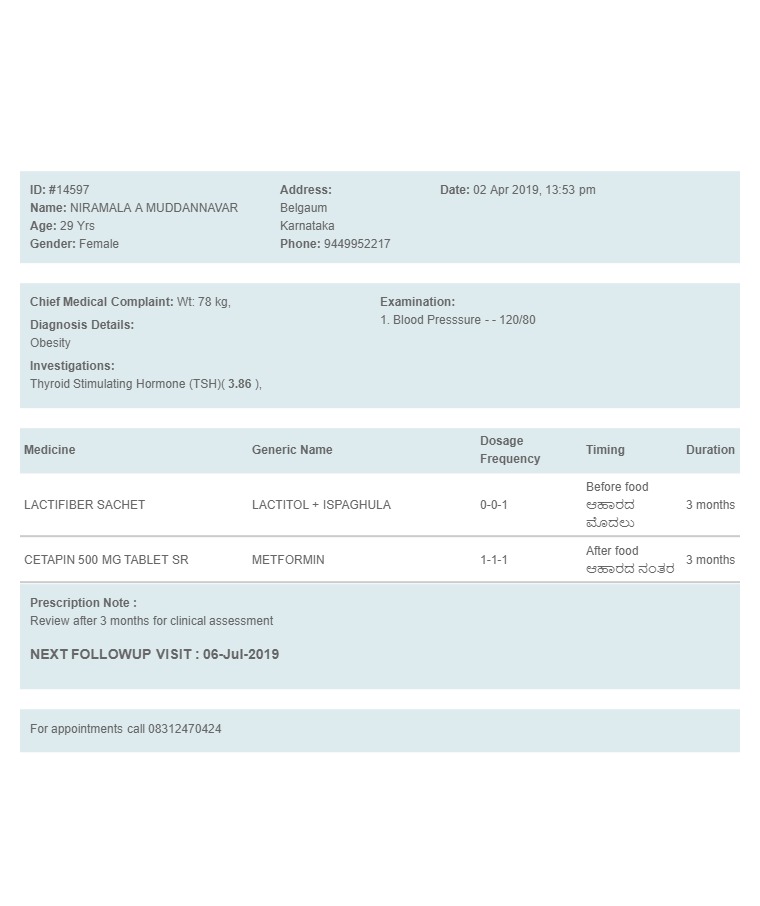 ID: #14597
Name: NIRAMALA A MUDDANNAVAR
Age: 29 Yrs
Gender: Female
Address:
Belgaum
Karnataka
Phone: 9449952217
Date: 02 Apr 2019, 13:53 pm
Chief Medical Complaint: Wt: 78 kg,
Diagnosis Details:
Obesity
Investigations:
Thyroid Stimulating Hormone (TSH)( 3.86 ),
Examination:
1. Blood Presssure - - 120/80
Medicine Generic Name Dosage Frequency Timing Duration
LACTIFIBER SACHET LACTITOL + ISPAGHULA 0-0-1 Before food ಆಹಾರದ ಮೊದಲು 3 months
CETAPIN 500 MG TABLET SR METFORMIN 1-1-1 After food ಆಹಾರದ ನಂತರ 3 months
Prescription Note :
Review after 3 months for clinical assessment
NEXT FOLLOWUP VISIT : 06-Jul-2019
For appointments call 08312470424